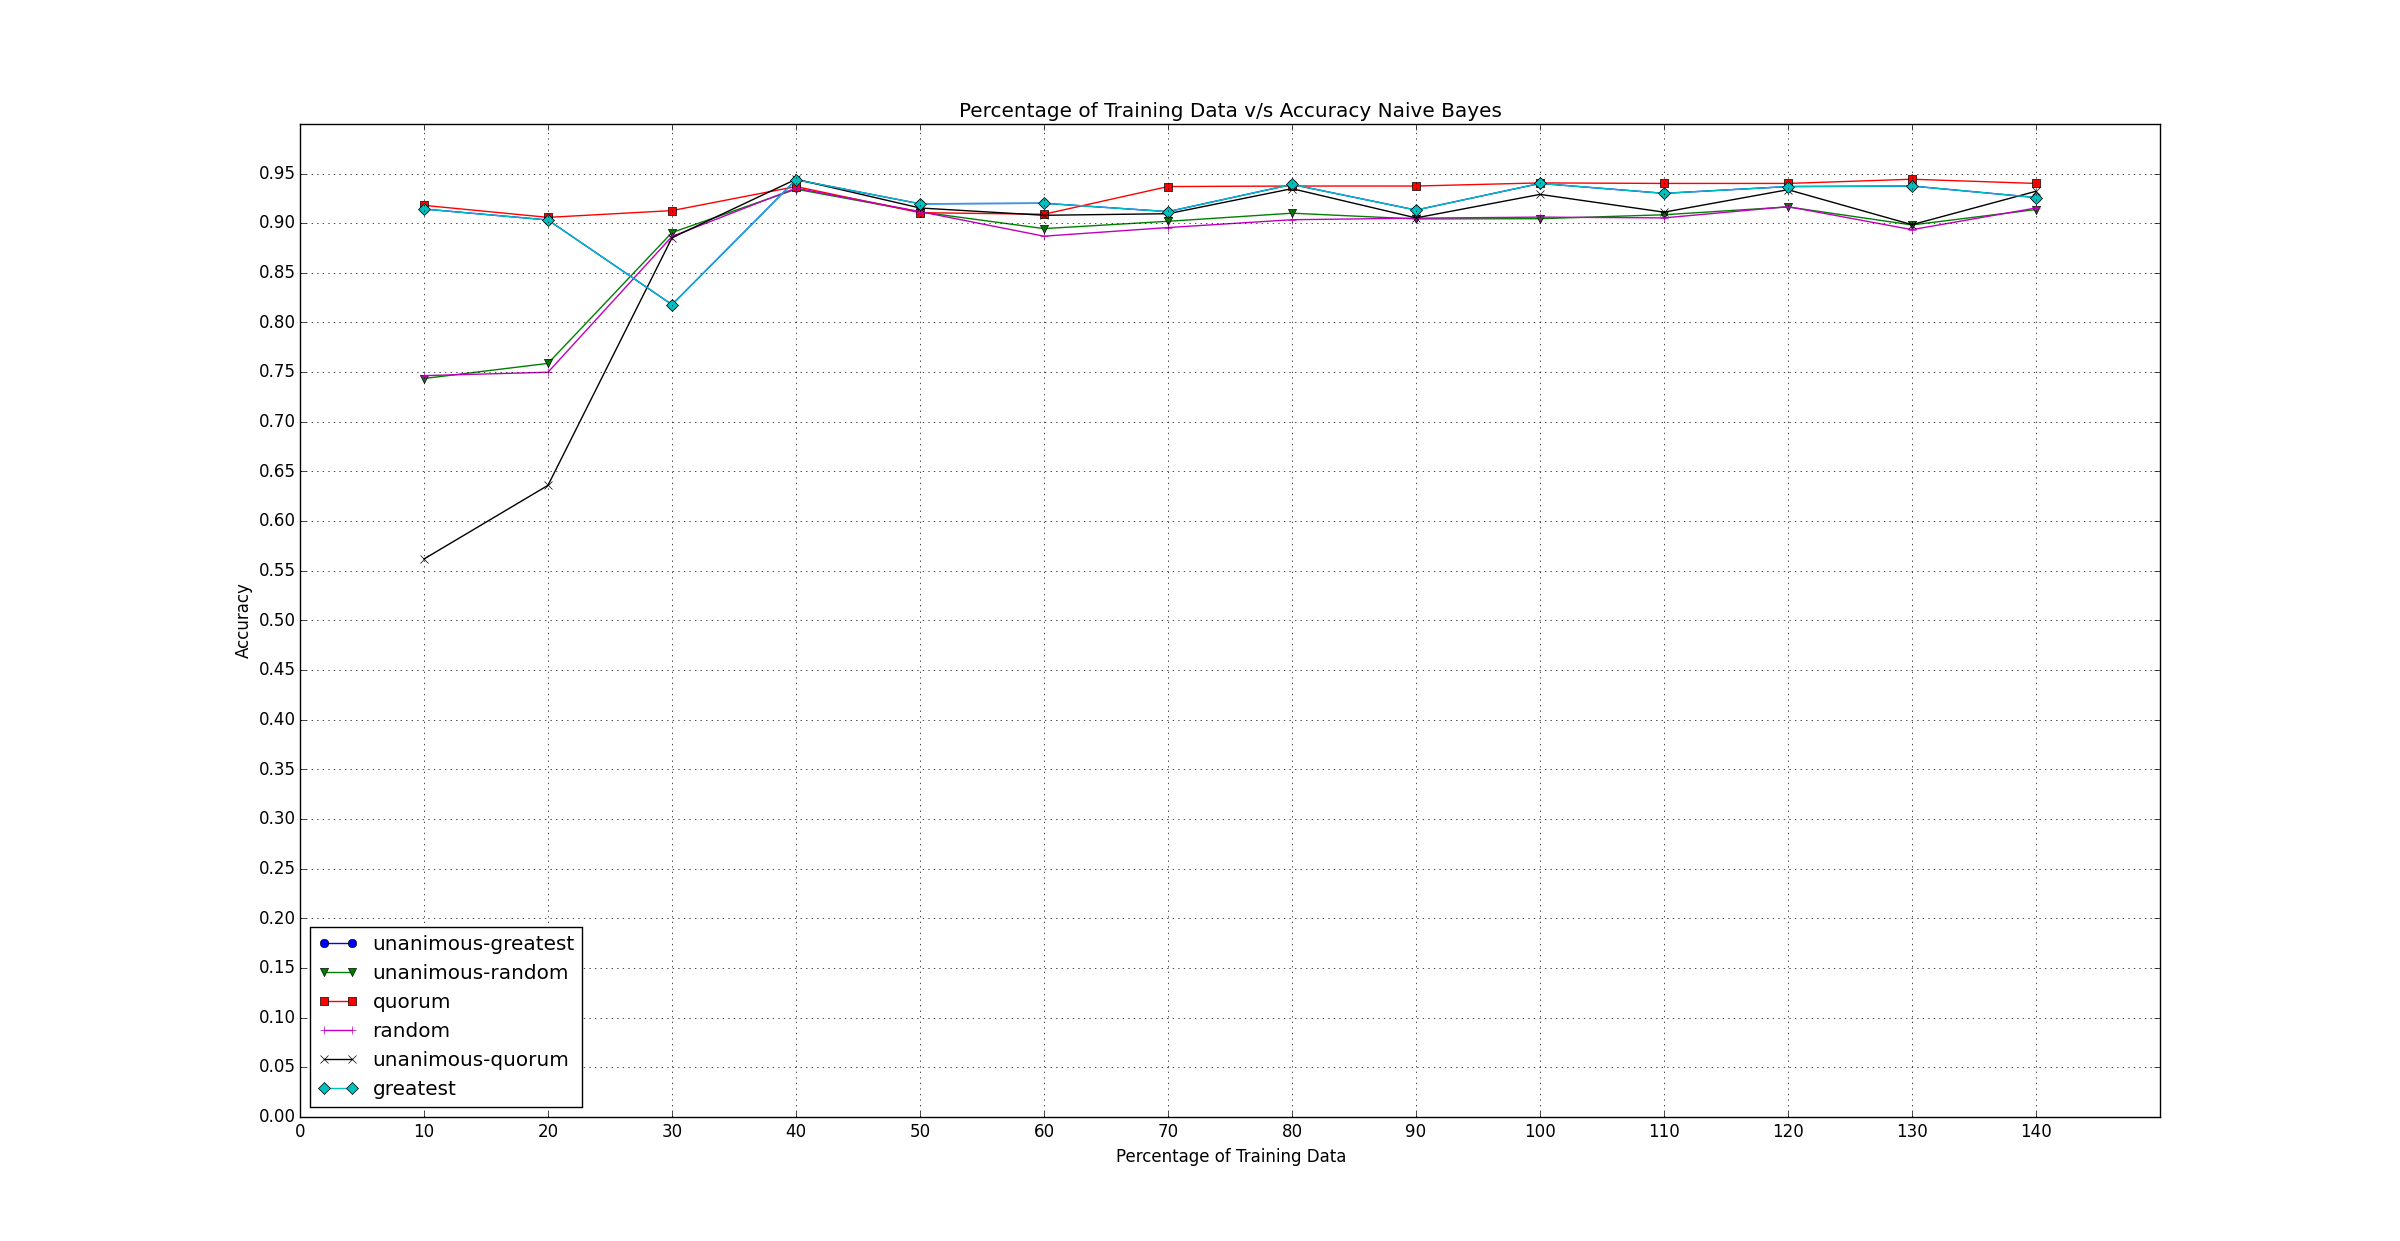 Percentage of Training Data v/s Accuracy Naive Bayes
0.95
0.90
0.85
0.80
0.75
0.70
0.65
0.60
0.55
0.50
0.45
0.40
0.35
0.30
0.25
0.20
0.15
0.10
0.05
0.00
Accuracy
unanimous-greatest
unanimous-random
quorum
random
unanimous-quorum
greatest
0 10 20 30 40 50 60 70 80 90 100 110 120 130 140
Percentage of Training Data